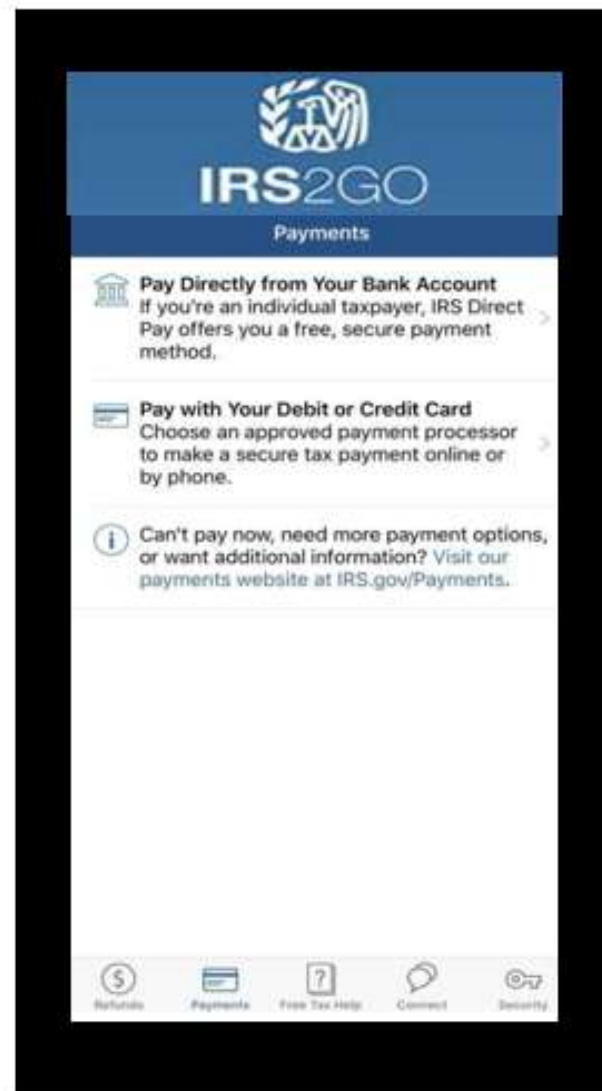 IRS2GO
Payments
Pay Directly from Your Bank Account
If you're an individual taxpayer, IRS Direct
Pay offers you a free, secure payment
method.
Pay with Your Debit or Credit Card
Choose an approved payment processor
to make a secure tax payment online or
by phone.
Can't pay now, need more payment options,
or want additional information? Visit our
payments website at IRS.gov/Payments.
Refunds Payments Free Tax Help Connect Security